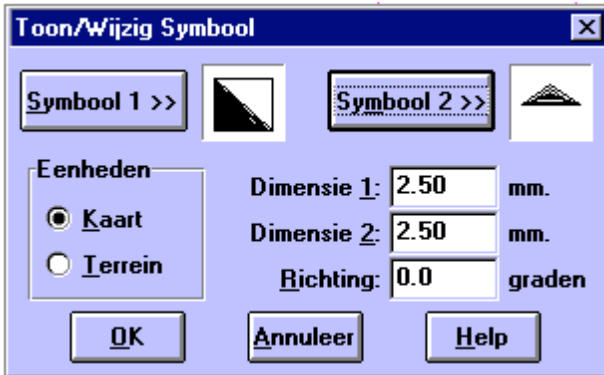 Toon/Wijzig Symbool
Symbool 1 >> Symbool 2 >>
Eenheden
Kaart
Terrein
Dimensie 1: 2.50 mm.
Dimensie 2: 2.50 mm.
Richting: 0.0 graden
OK Annuleer Help